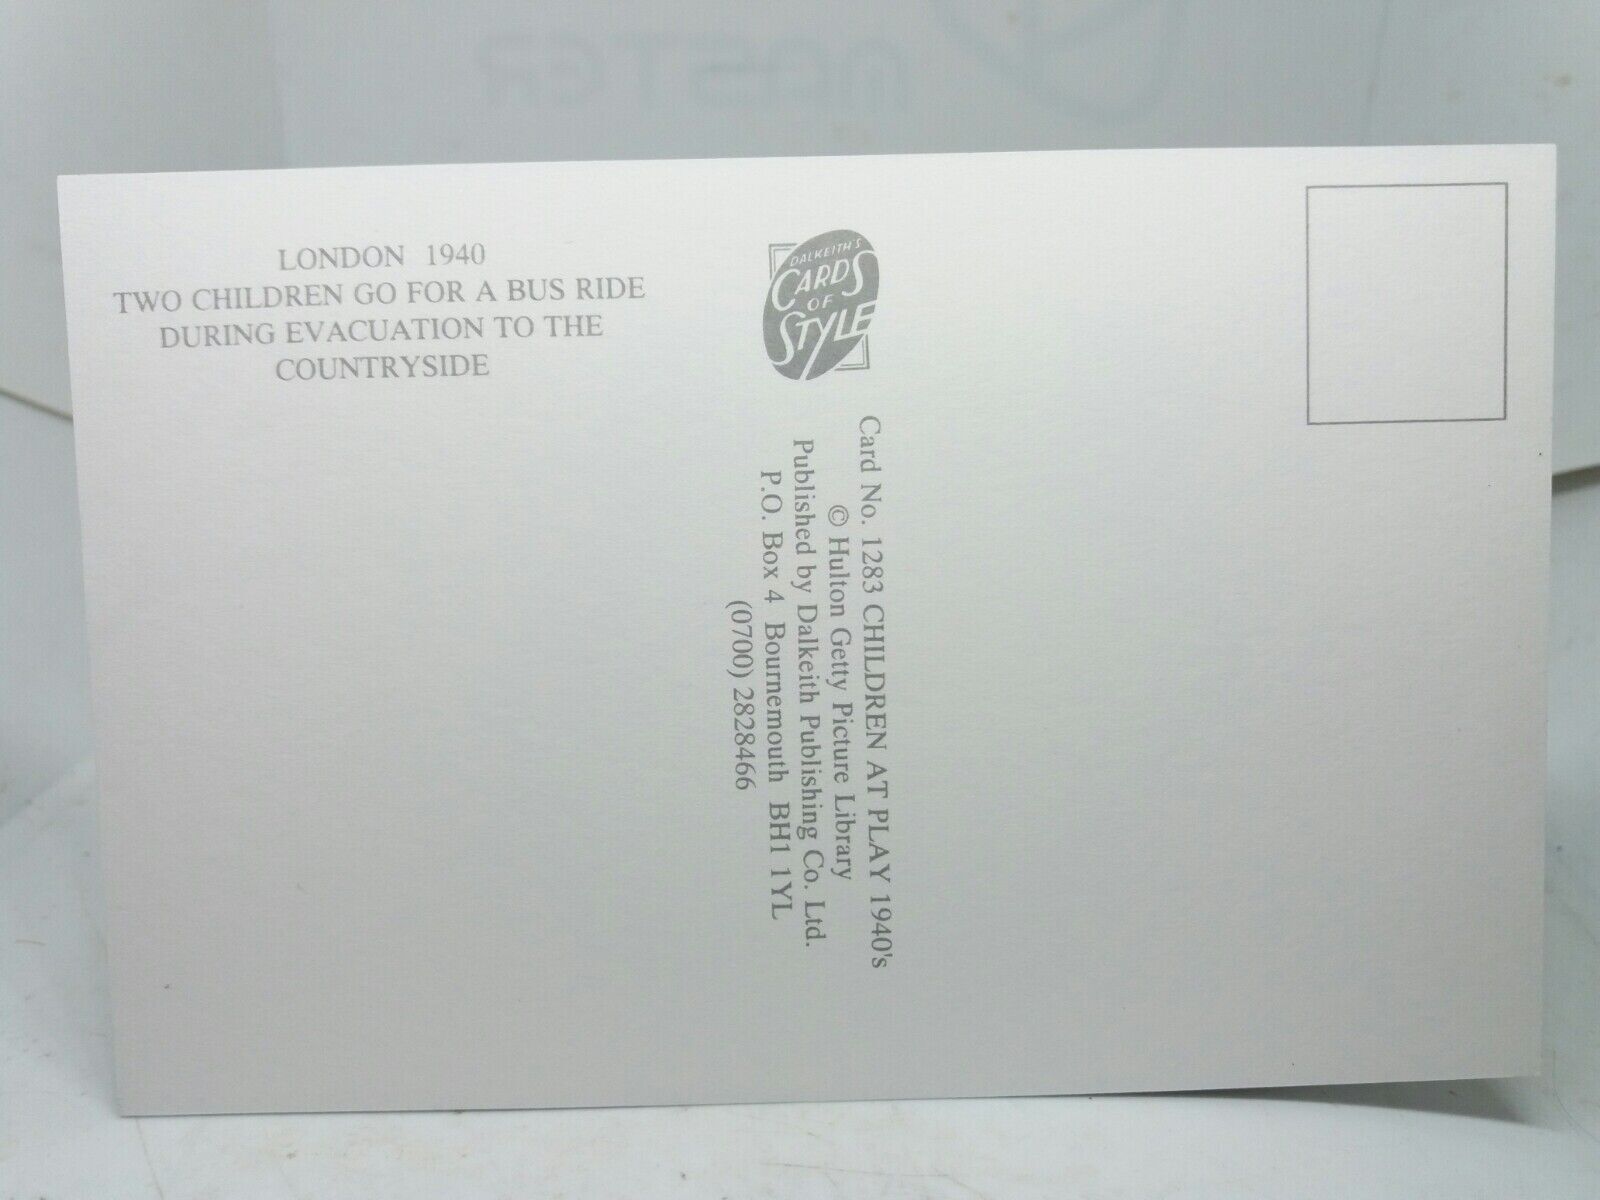 LONDON 1940
TWO CHILDREN GO FOR A BUS RIDE
DURING EVACUATION TO THE
COUNTRYSIDE
DALKEITH'S
CARDS
OF
STYLE
Card No. 1283 CHILDREN AT PLAY 1940's
© Hulton Getty Picture Library
Published by Dalkeith Publishing Co. Ltd.
P.O. Box 4 Bournemouth BH1 1YL
(0700) 2828466